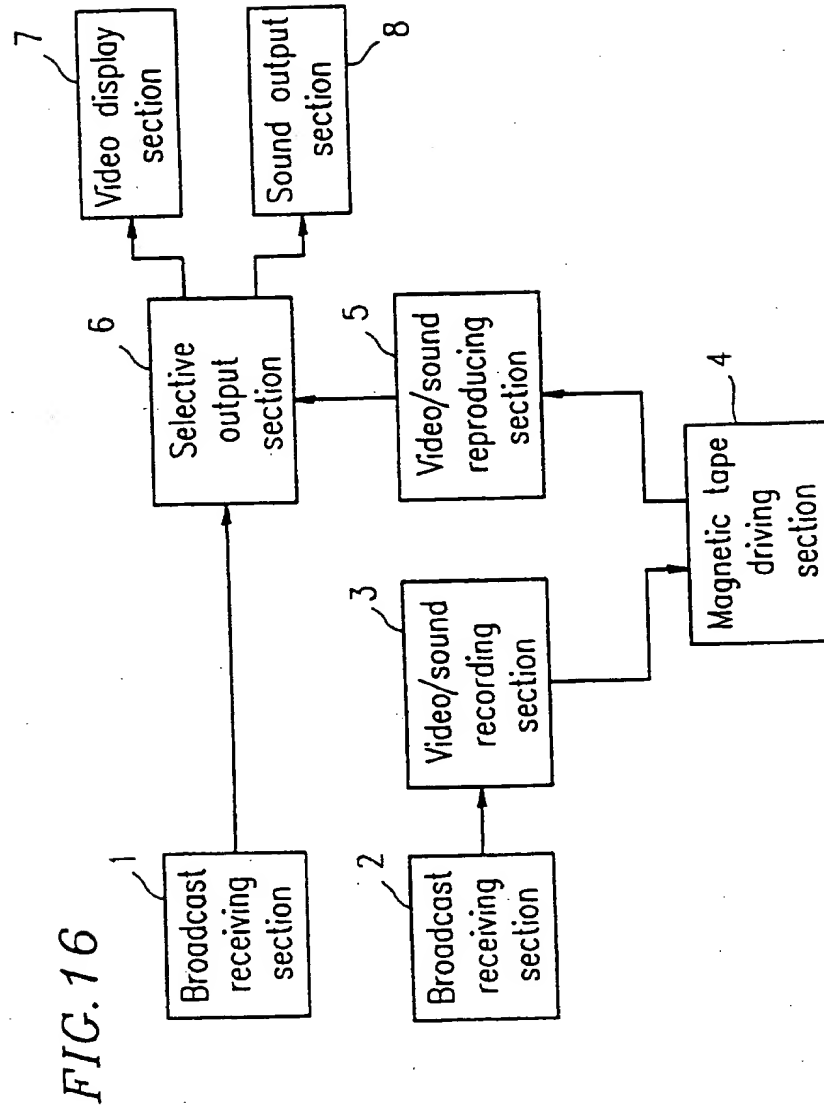 FIG.16
1
Broadcast
receiving
section
6
Selective
output
section
7
Video display
section
8
Sound output
section
2
Broadcast
receiving
section
3
Video/sound
recording
section
5
Video/sound
reproducing
section
4
Magnetic tape
driving
section